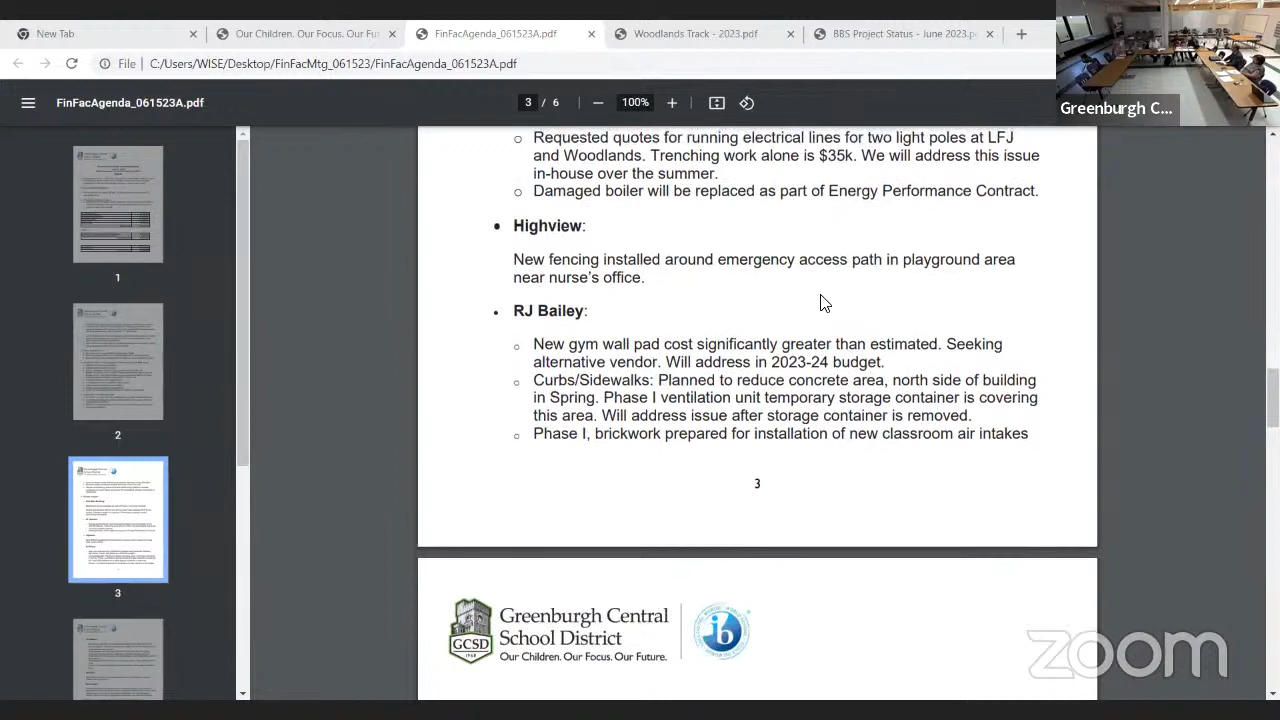 New Tab
Our Children. Our Focus. Our Fu
FinFacAgenda_061523A.pdf
Woodlands Track - 2023.pdf
BBS Project Status - June 2023.p
File
C:/Users/WISE/Desktop/FinFacMtg_061523/FinFacAgenda_061523A.pdf
FinFacAgenda_061523A.pdf
3 / 6
100%
Greenburgh C...
1
2
3
Requested quotes for running electrical lines for two light poles at LFJ
and Woodlands. Trenching work alone is $35k. We will address this issue
in-house over the summer.
Damaged boiler will be replaced as part of Energy Performance Contract.
Highview:
New fencing installed around emergency access path in playground area
near nurse's office.
RJ Bailey:
New gym wall pad cost significantly greater than estimated. Seeking
alternative vendor. Will address in 2023-24 budget.
Curbs/Sidewalks: Planned to reduce concrete area, north side of building
in Spring. Phase I ventilation unit temporary storage container is covering
this area. Will address issue after storage container is removed.
Phase I, brickwork prepared for installation of new classroom air intakes
3
GCSD
Greenburgh Central
School District
Our Children. Our Focus. Our Future.
ib
zoom